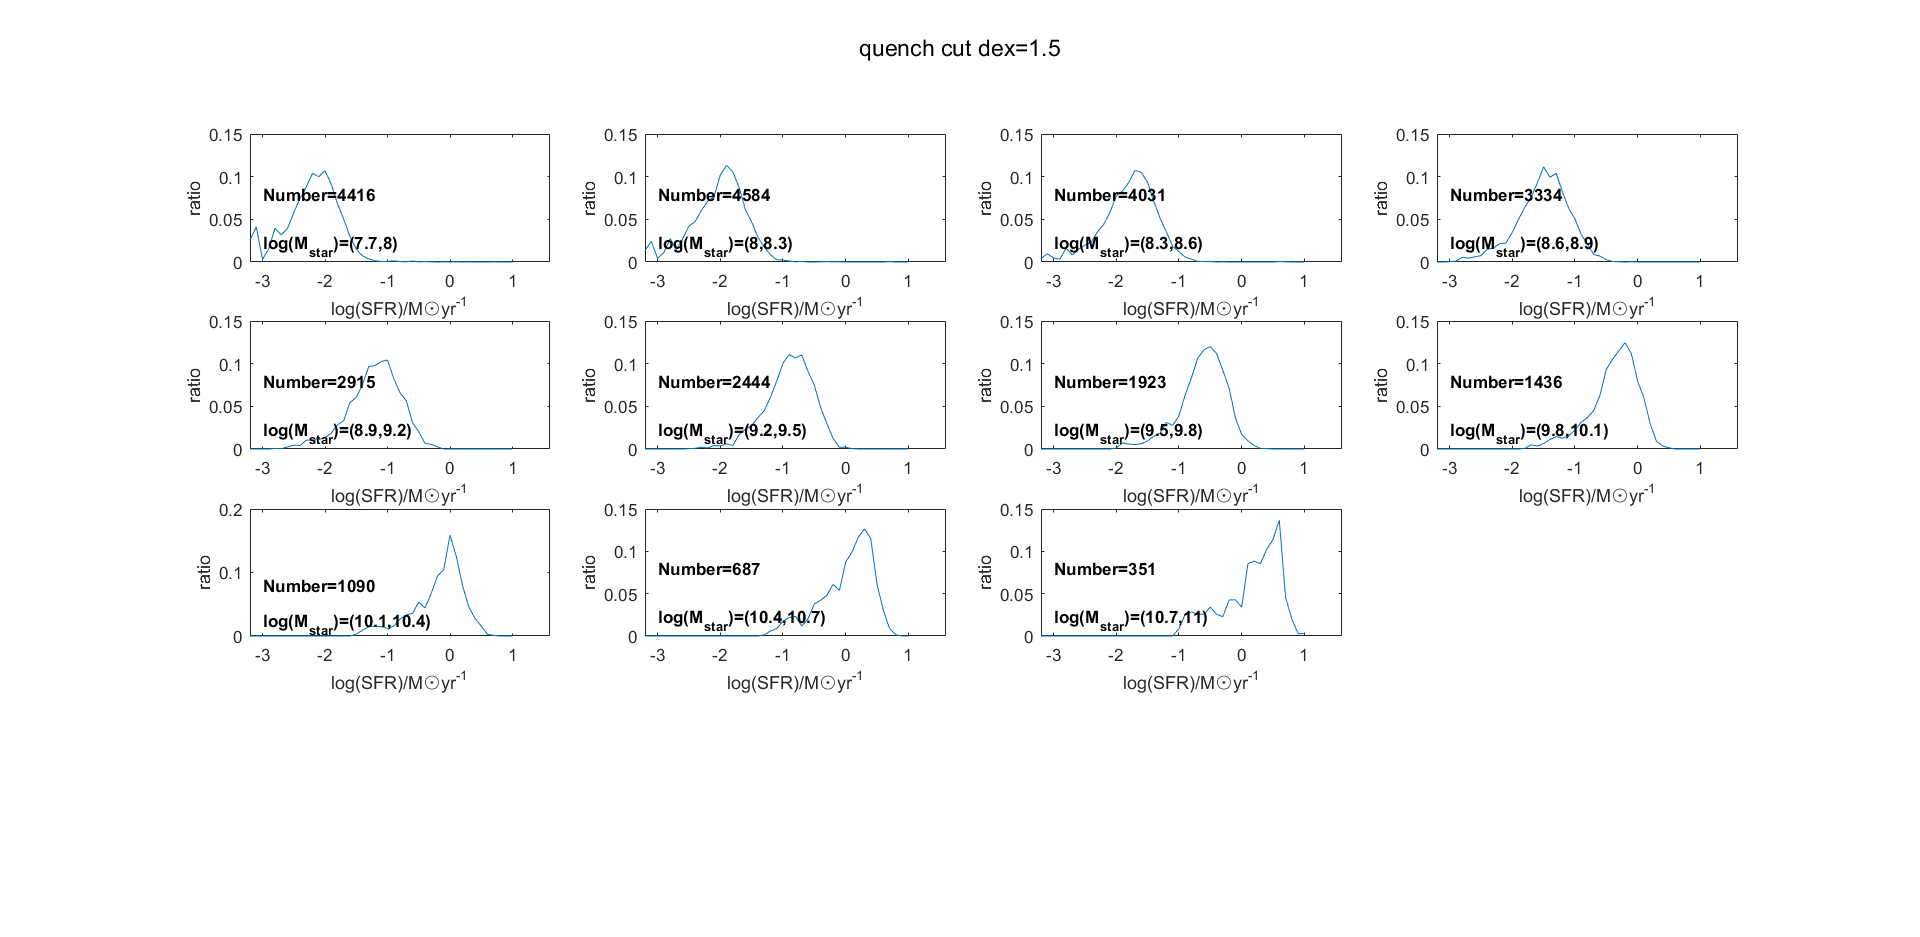 quench cut dex=1.5
0.15
0.1
0.05
0
ratio
Number=4416
log(Mstar)=(7.7,8)
-3 -2 -1 0 1
log(SFR)/M☉yr-1
0.15
0.1
0.05
0
ratio
Number=4584
log(Mstar)=(8,8.3)
-3 -2 -1 0 1
log(SFR)/M☉yr-1
0.15
0.1
0.05
0
ratio
Number=4031
log(Mstar)=(8.3,8.6)
-3 -2 -1 0 1
log(SFR)/M☉yr-1
0.15
0.1
0.05
0
ratio
Number=3334
log(Mstar)=(8.6,8.9)
-3 -2 -1 0 1
log(SFR)/M☉yr-1
0.15
0.1
0.05
0
ratio
Number=2915
log(Mstar)=(8.9,9.2)
-3 -2 -1 0 1
log(SFR)/M☉yr-1
0.15
0.1
0.05
0
ratio
Number=2444
log(Mstar)=(9.2,9.5)
-3 -2 -1 0 1
log(SFR)/M☉yr-1
0.15
0.1
0.05
0
ratio
Number=1923
log(Mstar)=(9.5,9.8)
-3 -2 -1 0 1
log(SFR)/M☉yr-1
0.15
0.1
0.05
0
ratio
Number=1436
log(Mstar)=(9.8,10.1)
-3 -2 -1 0 1
log(SFR)/M☉yr-1
0.2
0.1
0
ratio
Number=1090
log(Mstar)=(10.1,10.4)
-3 -2 -1 0 1
log(SFR)/M☉yr-1
0.15
0.1
0.05
0
ratio
Number=687
log(Mstar)=(10.4,10.7)
-3 -2 -1 0 1
log(SFR)/M☉yr-1
0.15
0.1
0.05
0
ratio
Number=351
log(Mstar)=(10.7,11)
-3 -2 -1 0 1
log(SFR)/M☉yr-1